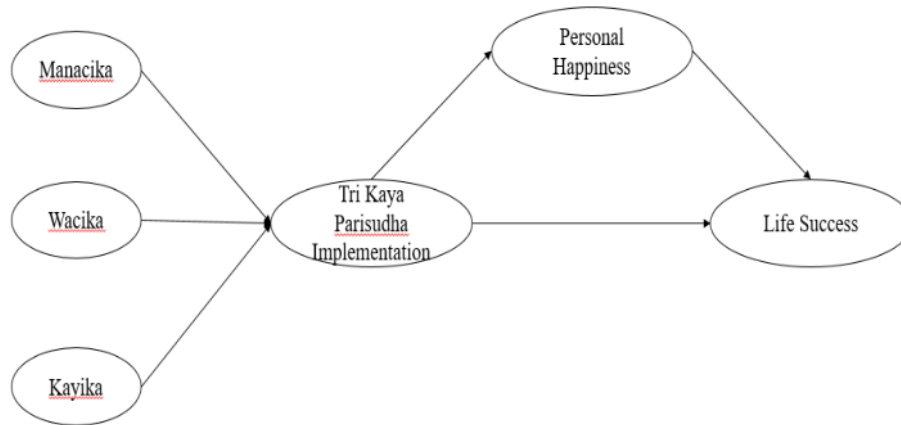 Personal
Happiness
Manacika
Tri Kaya
Parisudha
Implementation
Wacika
Life Success
Kayika